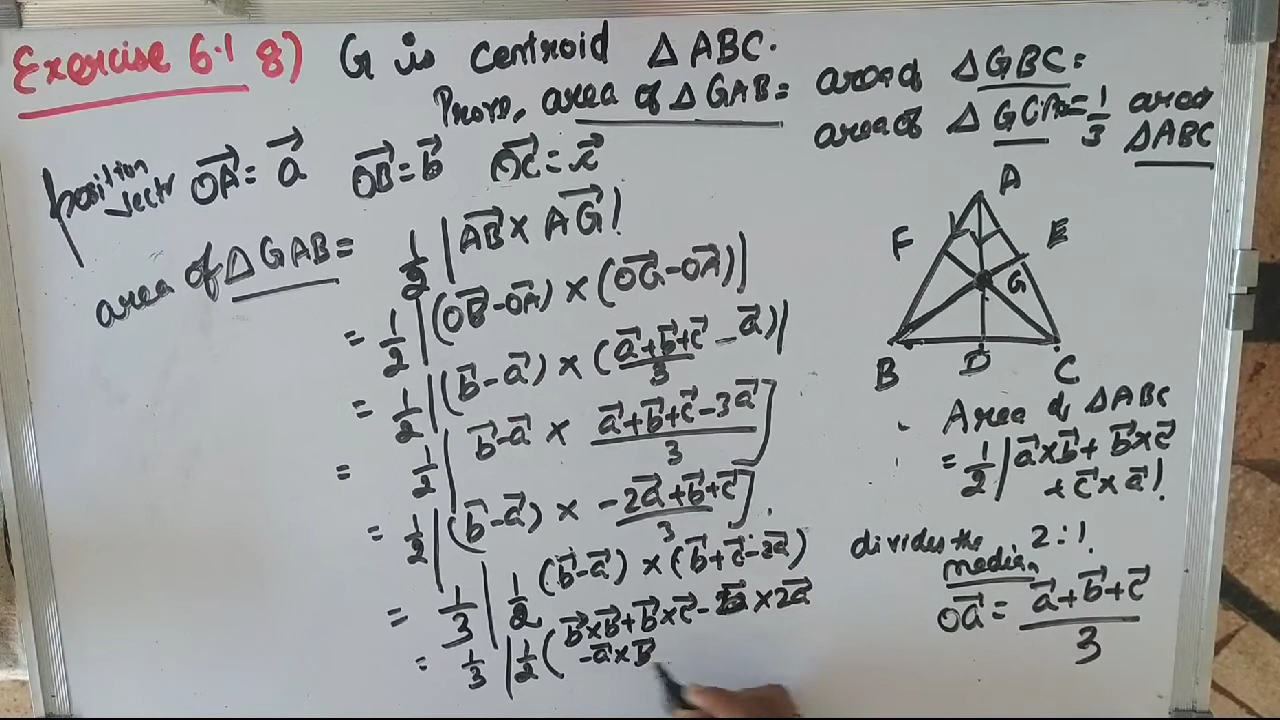 Exercise 6.1 8) G is centroid △ABC.
Prove, area of △GAB = area of △GBC =
area of △GCA = 1/3 area △ABC
position vector OA⃗ = a⃗ OB⃗ = b⃗ OC⃗ = c⃗
area of △GAB = 1/2 |AB⃗ × AG⃗|
= 1/2 |(OB⃗ - OA⃗) × (OG⃗ - OA⃗)|
= 1/2 |(b⃗ - a⃗) × (a⃗+b⃗+c⃗/3 - a⃗)|
= 1/2 | b⃗ - a⃗ × a⃗+b⃗+c⃗-3a⃗/3 ]
= 1/2 |(b⃗ - a⃗) × -2a⃗+b⃗+c⃗/3 ].
= 1/3 | 1/2 (b⃗ - a⃗) × (b⃗+c⃗-2a⃗)
= 1/3 | 1/2 ( b⃗×b⃗ + b⃗×c⃗ - × 2a⃗
- a⃗×b⃗
A
F
E
G
B
D
C
Area of △ABC
= 1/2 |a⃗×b⃗ + b⃗×c⃗
+ c⃗×a⃗|.
divides the 2:1.
median
OG⃗ = a⃗+b⃗+c⃗/3